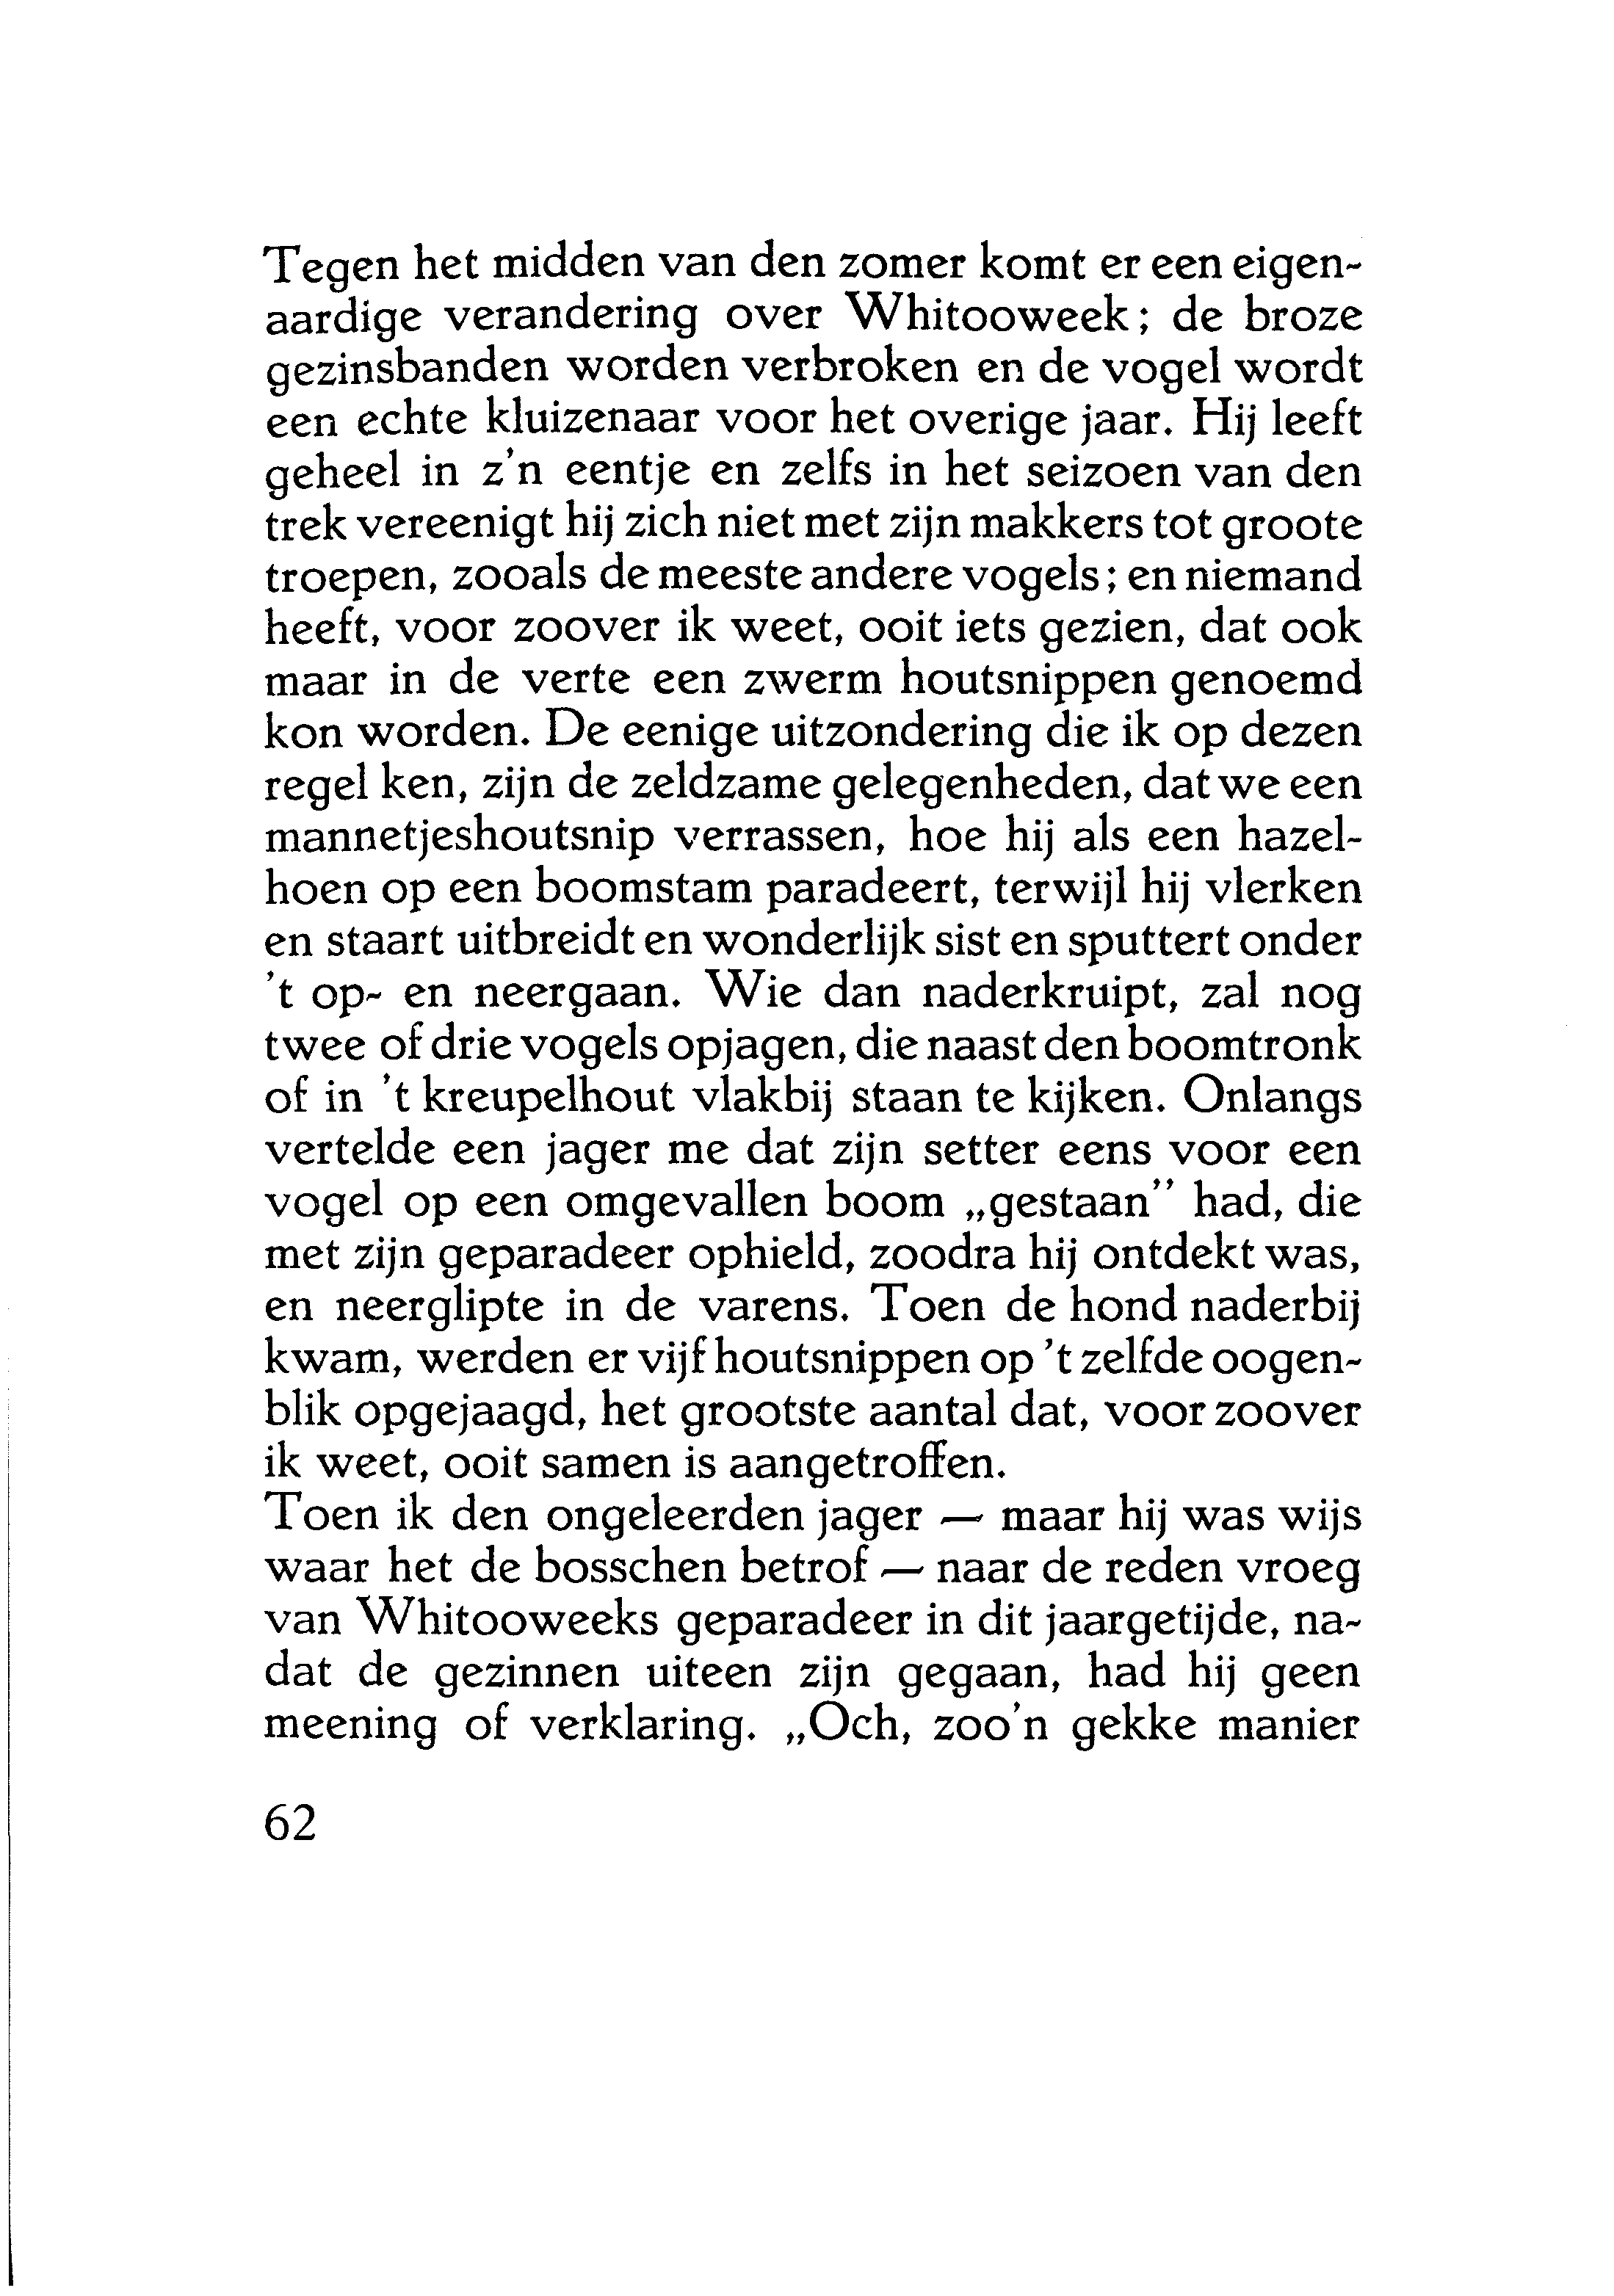 Tegen het midden van den zomer komt er een eigen-
aardige verandering over Whitooweek; de broze
gezinsbanden worden verbroken en de vogel wordt
een echte kluizenaar voor het overige jaar. Hij leeft
geheel in z'n eentje en zelfs in het seizoen van den
trek vereenigt hij zich niet met zijn makkers tot groote
troepen, zooals de meeste andere vogels; en niemand
heeft, voor zoover ik weet, ooit iets gezien, dat ook
maar in de verte een zwerm houtsnippen genoemd
kon worden. De eenige uitzondering die ik op dezen
regel ken, zijn de zeldzame gelegenheden, dat we een
mannetjeshoutsnip verrassen, hoe hij als een hazel-
hoen op een boomstam paradeert, terwijl hij vlerken
en staart uitbreidt en wonderlijk sist en sputtert onder
't op- en neergaan. Wie dan naderkruipt, zal nog
twee of drie vogels opjagen, die naast den boomtronk
of in 't kreupelhout vlakbij staan te kijken. Onlangs
vertelde een jager me dat zijn setter eens voor een
vogel op een omgevallen boom „gestaan” had, die
met zijn geparadeer ophield, zoodra hij ontdekt was,
en neerglipte in de varens. Toen de hond naderbij
kwam, werden er vijf houtsnippen op 't zelfde oogen-
blik opgejaagd, het grootste aantal dat, voor zoover
ik weet, ooit samen is aangetroffen.
Toen ik den ongeleerden jager — maar hij was wijs
waar het de bosschen betrof — naar de reden vroeg
van Whitooweeks geparadeer in dit jaargetijde, na-
dat de gezinnen uiteen zijn gegaan, had hij geen
meening of verklaring. „Och, zoo'n gekke manier
62